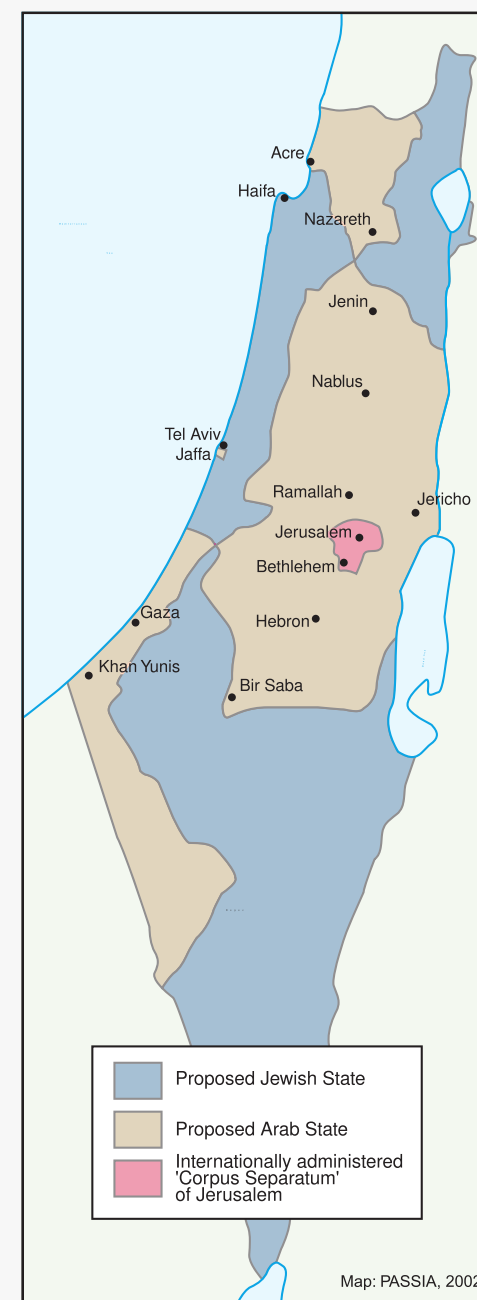 Acre
Haifa
Nazareth
Jenin
Nablus
Tel Aviv
Jaffa
Ramallah
Jericho
Jerusalem
Bethlehem
Gaza
Hebron
Khan Yunis
Bir Saba
Proposed Jewish State
Proposed Arab State
Internationally administered
'Corpus Separatum'
of Jerusalem
Map: PASSIA, 2002